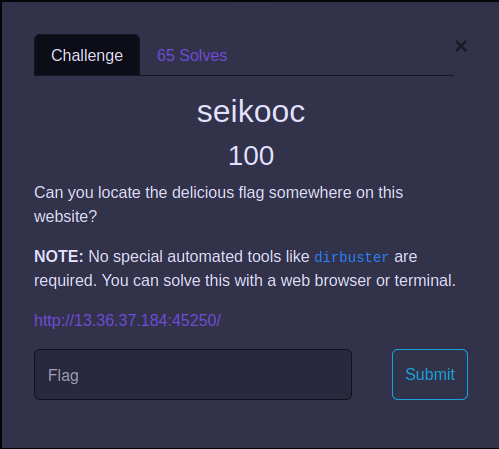 Challenge
65 Solves
×
seikooc
100
Can you locate the delicious flag somewhere on this
website?
NOTE: No special automated tools like dirbuster are
required. You can solve this with a web browser or terminal.
http://13.36.37.184:45250/
Flag
Submit